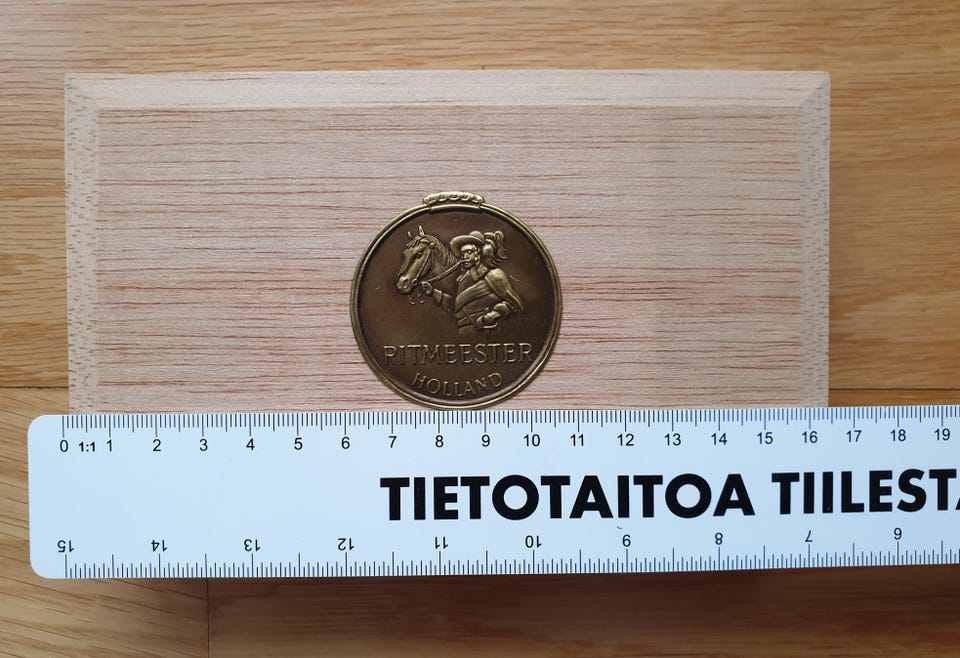 RITMEESTER
HOLLAND
0 1:1 1 2 3 4 5 6 7 8 9 10 11 12 13 14 15 16 17 18 19
TIETOTAITOA TIILEST
15 14 13 12 11 10 9 8 7 6